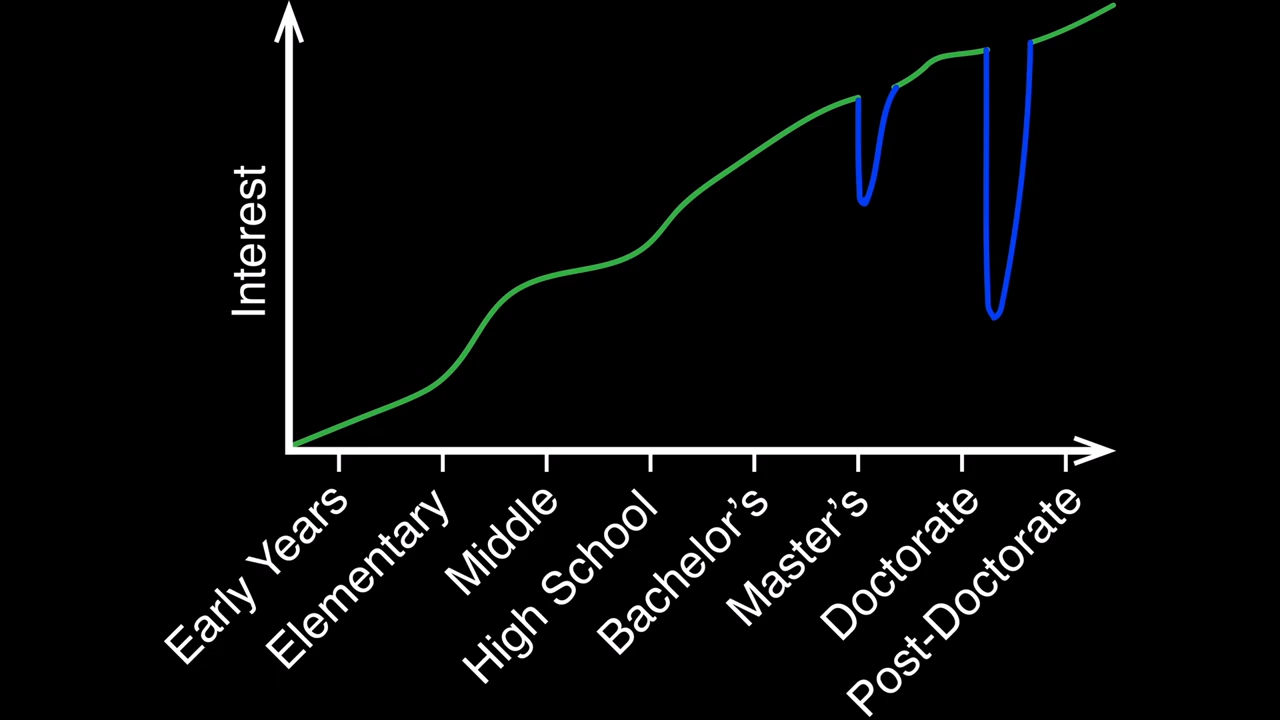 Interest
Early Years
Elementary
Middle
High School
Bachelor’s
Master’s
Doctorate
Post-Doctorate